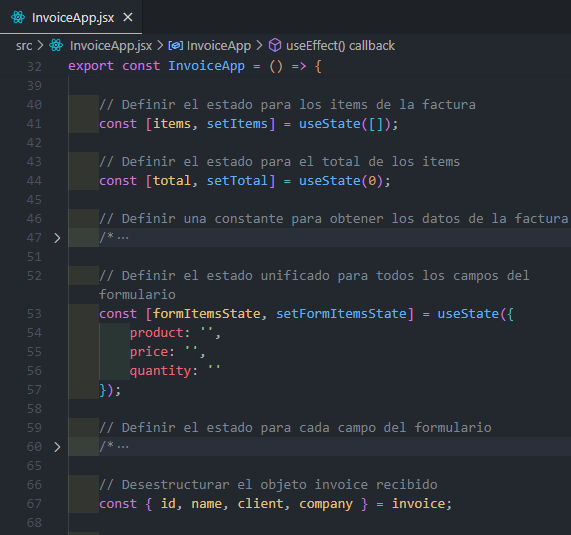 InvoiceApp.jsx ×
src > InvoiceApp.jsx > InvoiceApp > useEffect() callback
32 export const InvoiceApp = () => {
39
40 // Definir el estado para los items de la factura
41 const [items, setItems] = useState([]);
42
43 // Definir el estado para el total de los items
44 const [total, setTotal] = useState(0);
45
46 // Definir una constante para obtener los datos de la factura
47 > /* ···
51
52 // Definir el estado unificado para todos los campos del
formulario
53 const [formItemsState, setFormItemsState] = useState({
54 product: '',
55 price: '',
56 quantity: ''
57 });
58
59 // Definir el estado para cada campo del formulario
60 > /* ···
65
66 // Desestructurar el objeto invoice recibido
67 const { id, name, client, company } = invoice;
68